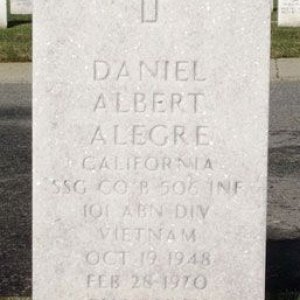 DANIEL
ALBERT
ALEGRE
CALIFORNIA
SSG CO B 506 INF
101 ABN DIV
VIETNAM
OCT 19 1948
FEB 28 1970